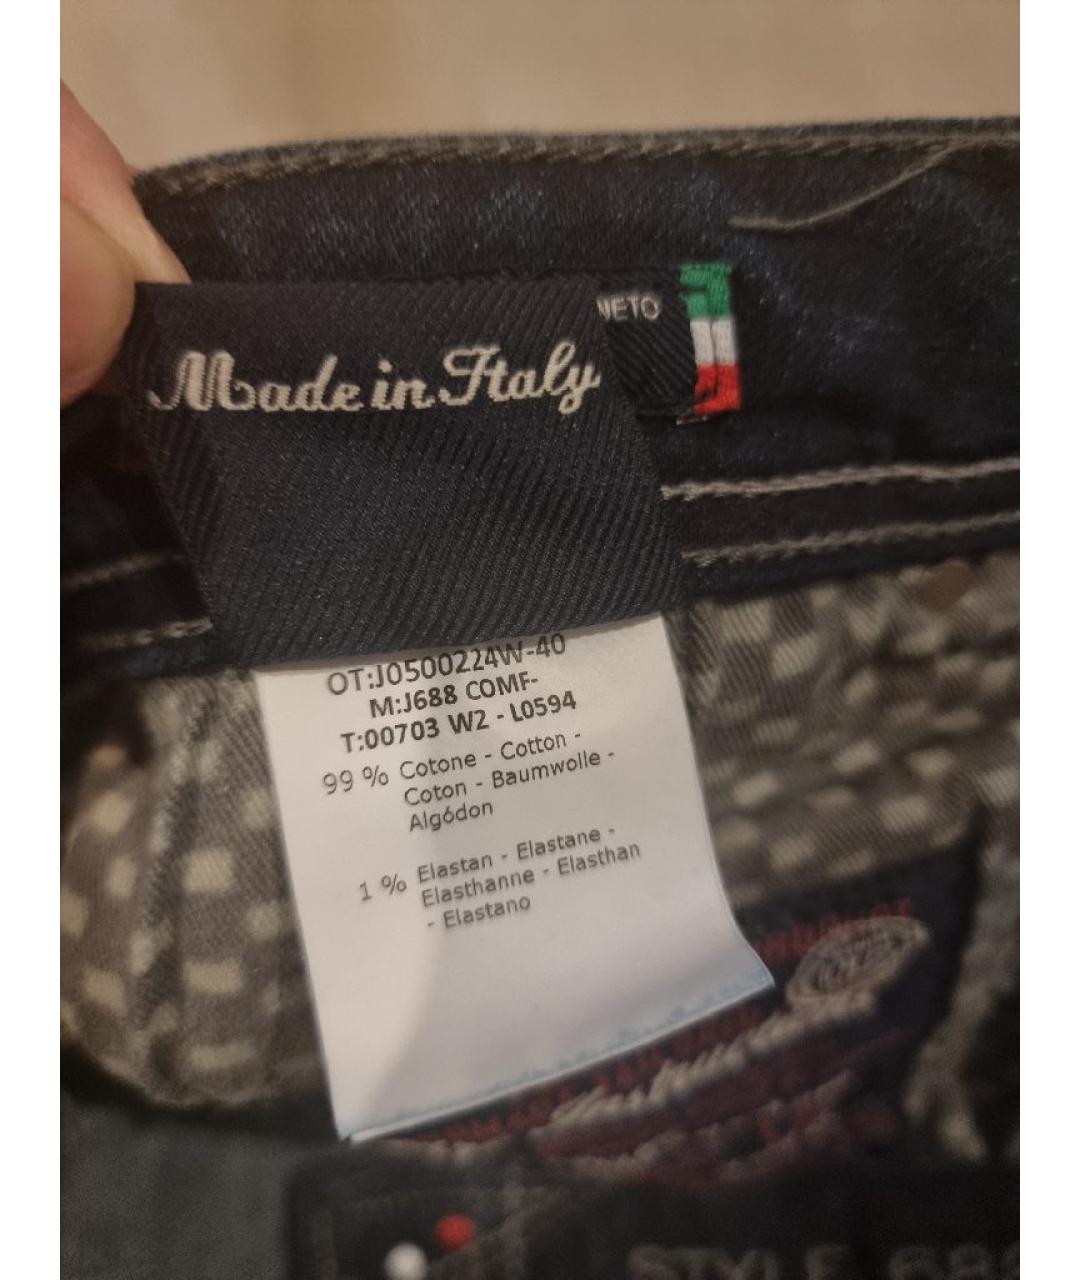 NETO
Made in Italy
OT:J0500224W-40
M:J688 COMF-
T:00703 W2 - L0594
99 % Cotone - Cotton -
Coton - Baumwolle -
Algódon
1 % Elastan - Elastane -
Elasthanne - Elasthan
- Elastano
STYLE